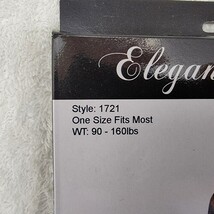 Elegan
Style: 1721
One Size Fits Most
WT: 90 - 160lbs